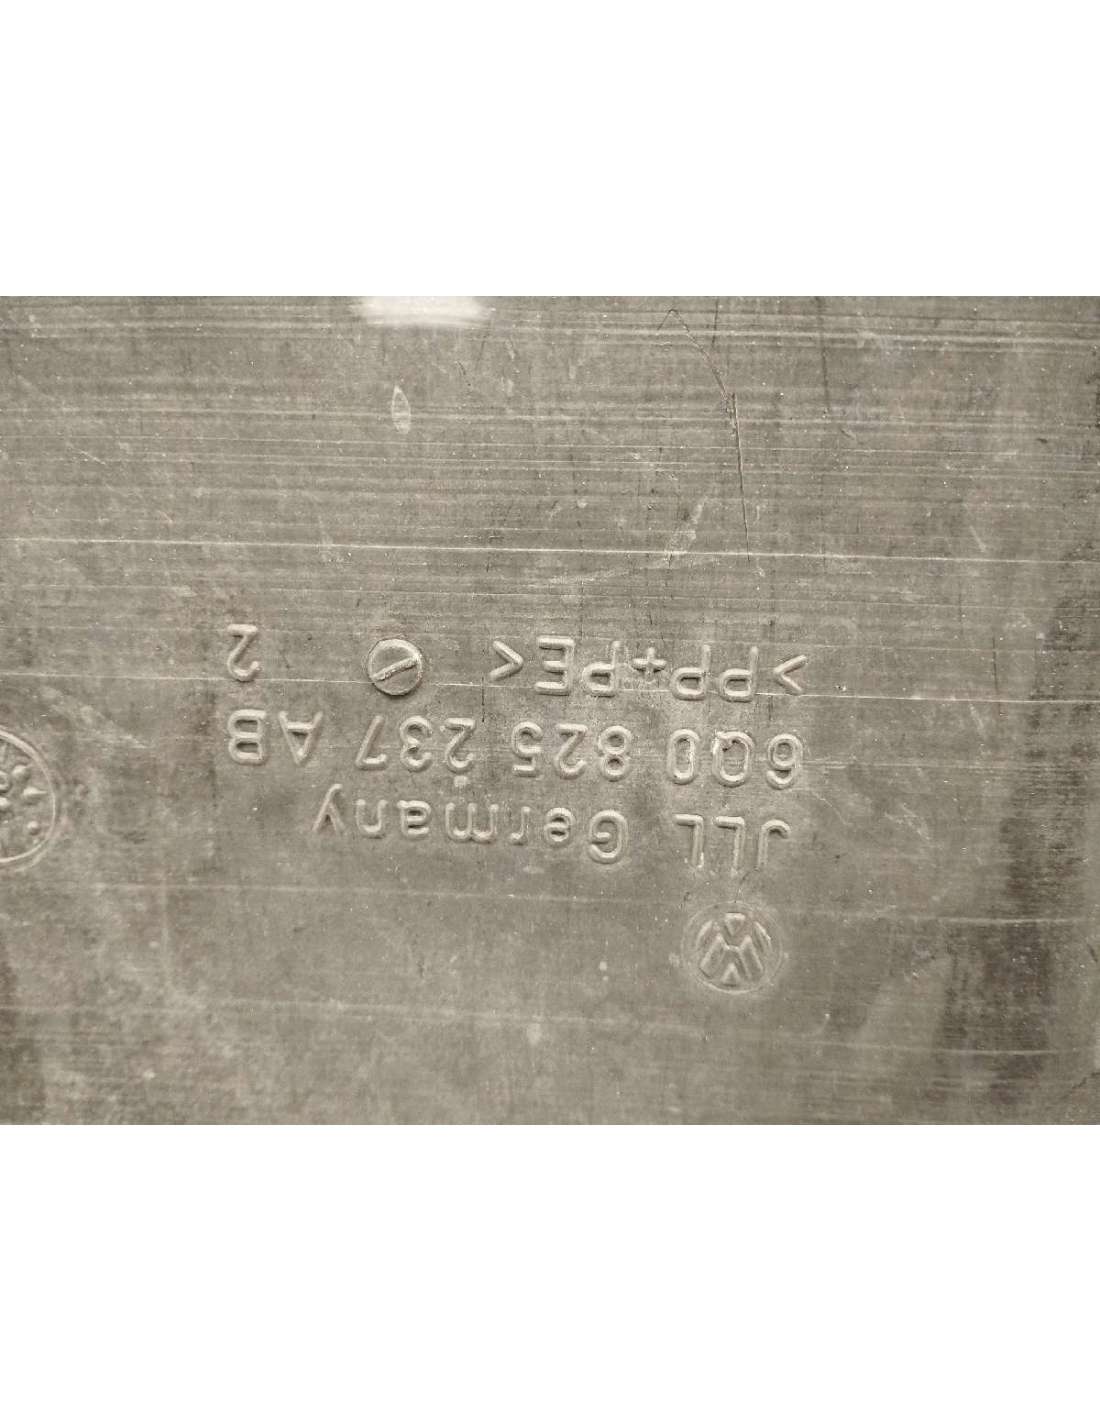 JLL Germany
6Q0 825 237 AB
>PP+PE< 2